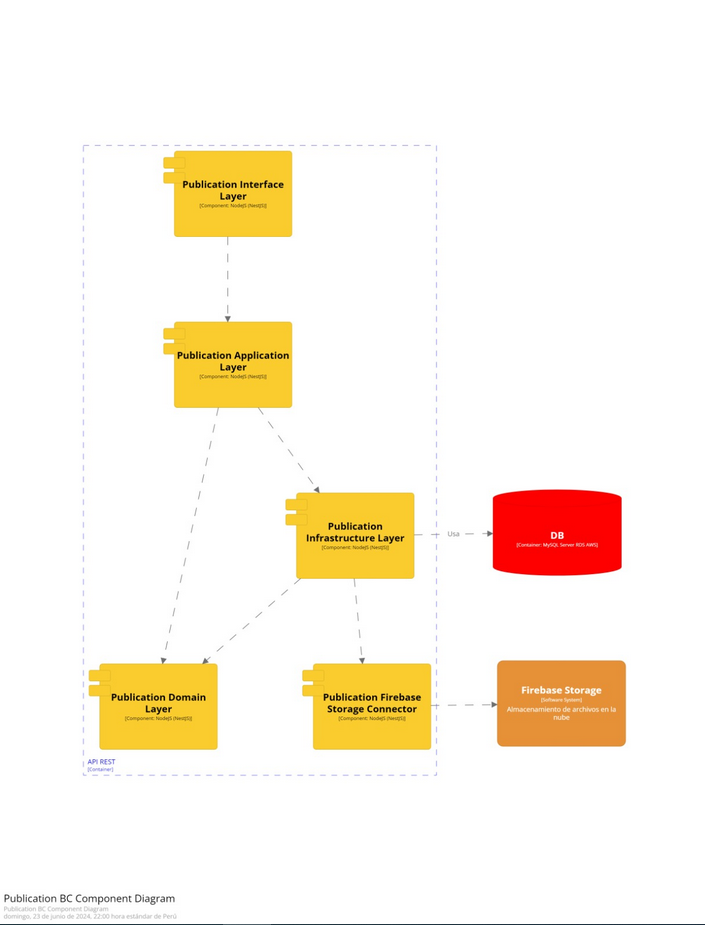 Publication Interface
Layer
[Component: NodeJS (NestJS)]
Publication Application
Layer
[Component: NodeJS (NestJS)]
Publication
Infrastructure Layer
[Component: NodeJS (NestJS)]
Usa
DB
[Container: MySQL Server RDS AWS]
Publication Domain
Layer
[Component: NodeJS (NestJS)]
Publication Firebase
Storage Connector
[Component: NodeJS (NestJS)]
Firebase Storage
[Software System]
Almacenamiento de archivos en la
nube
API REST
[Container]
Publication BC Component Diagram
Publication BC Component Diagram
domingo, 23 de junio de 2024, 22:00 hora estándar de Perú